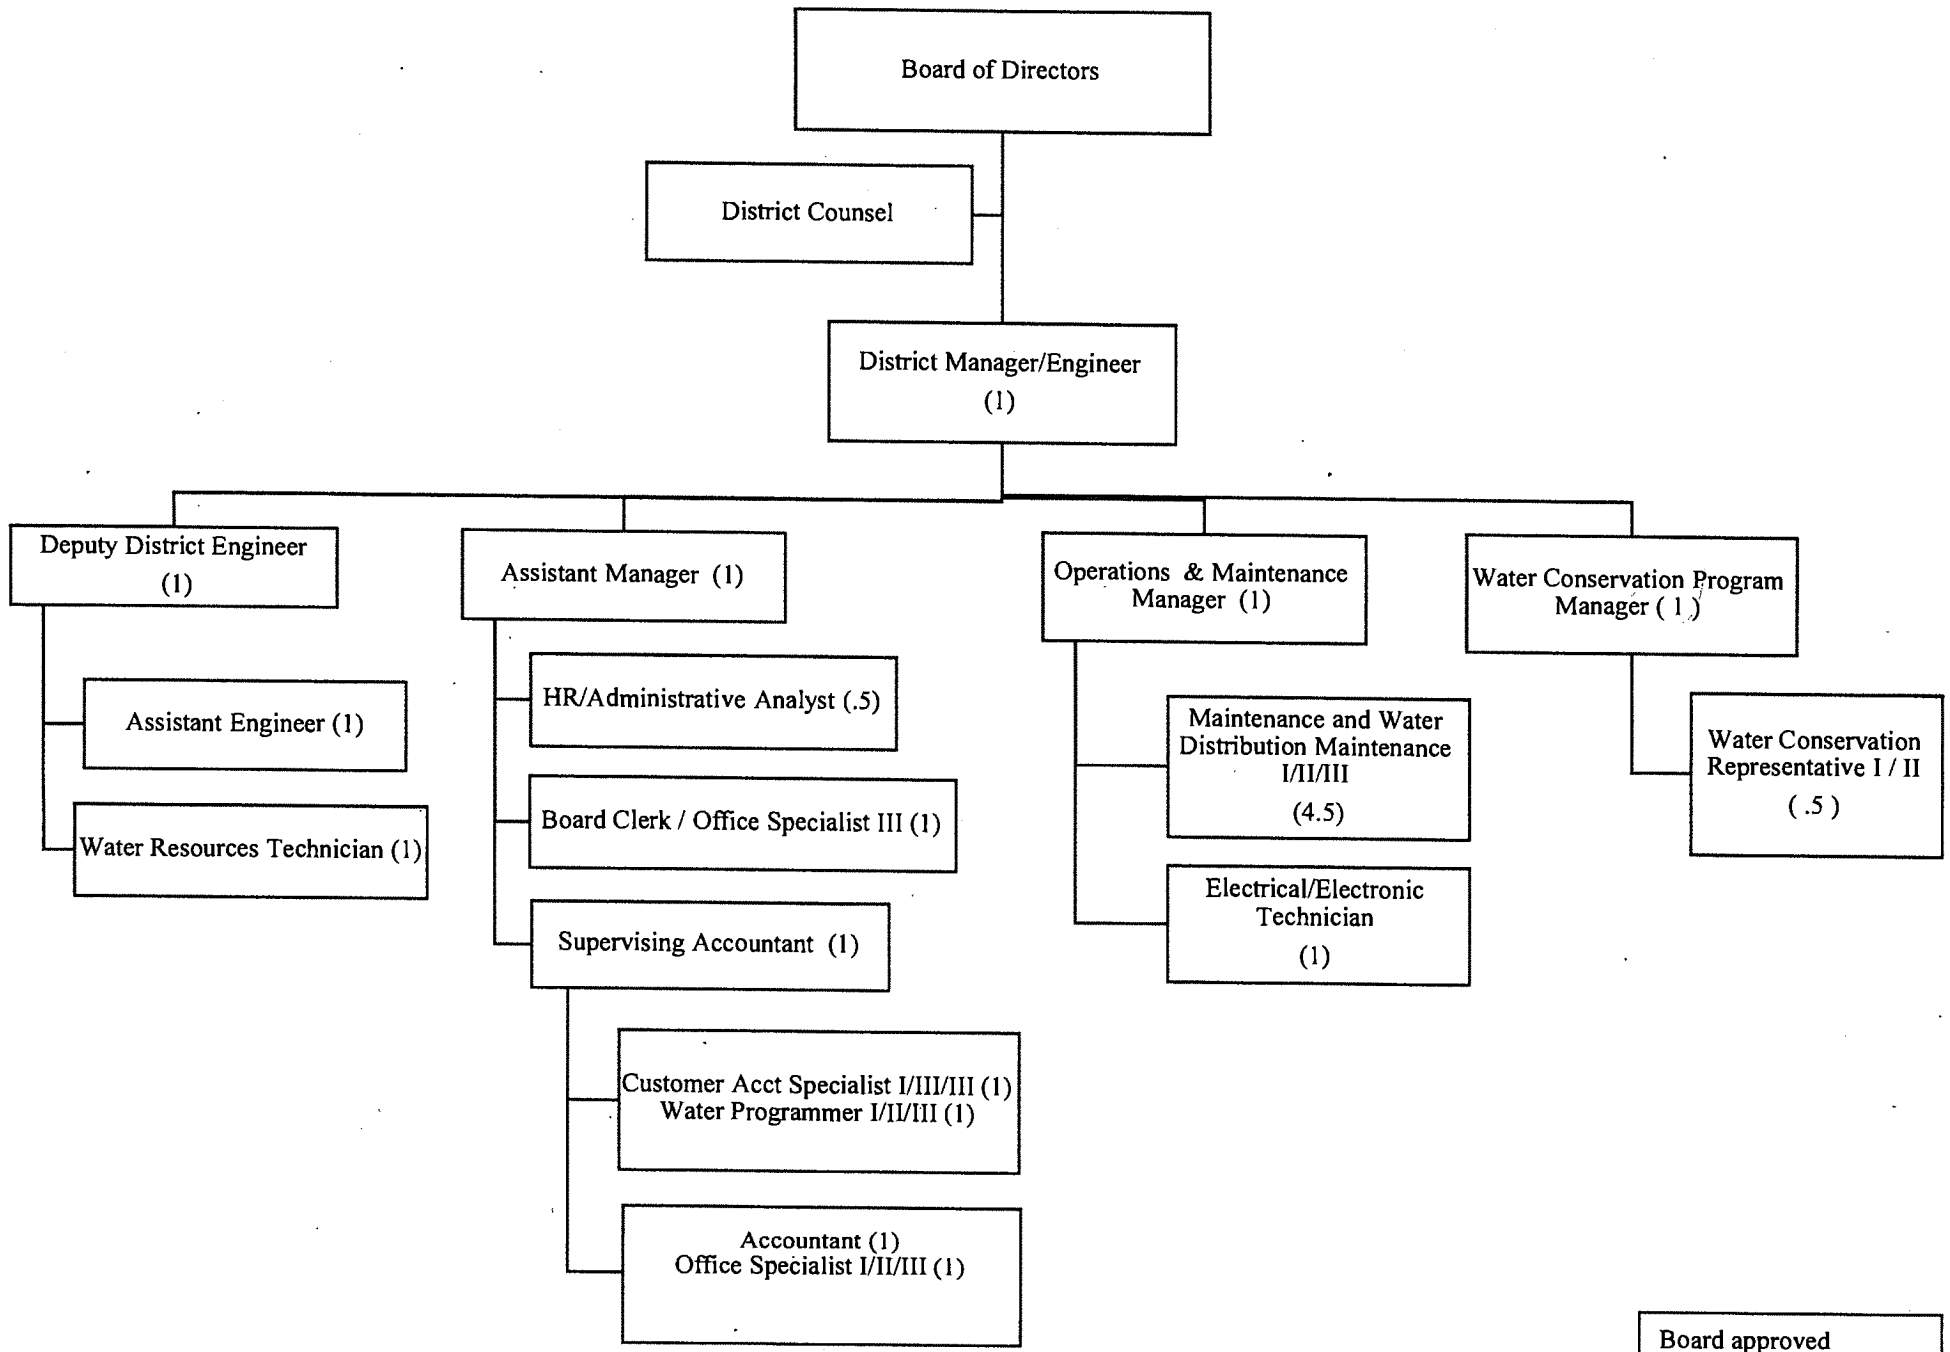 Board of Directors
District Counsel
District Manager/Engineer
(1)
Deputy District Engineer
(1)
Assistant Manager (1)
Operations & Maintenance
Manager (1)
Water Conservation Program
Manager ( 1 )
Assistant Engineer (1)
Water Resources Technician (1)
HR/Administrative Analyst (.5)
Board Clerk / Office Specialist III (1)
Supervising Accountant (1)
Customer Acct Specialist I/III/III (1)
Water Programmer I/II/III (1)
Accountant (1)
Office Specialist I/II/III (1)
Maintenance and Water
Distribution Maintenance
I/II/III
(4.5)
Electrical/Electronic
Technician
(1)
Water Conservation
Representative I / II
( .5 )
Board approved